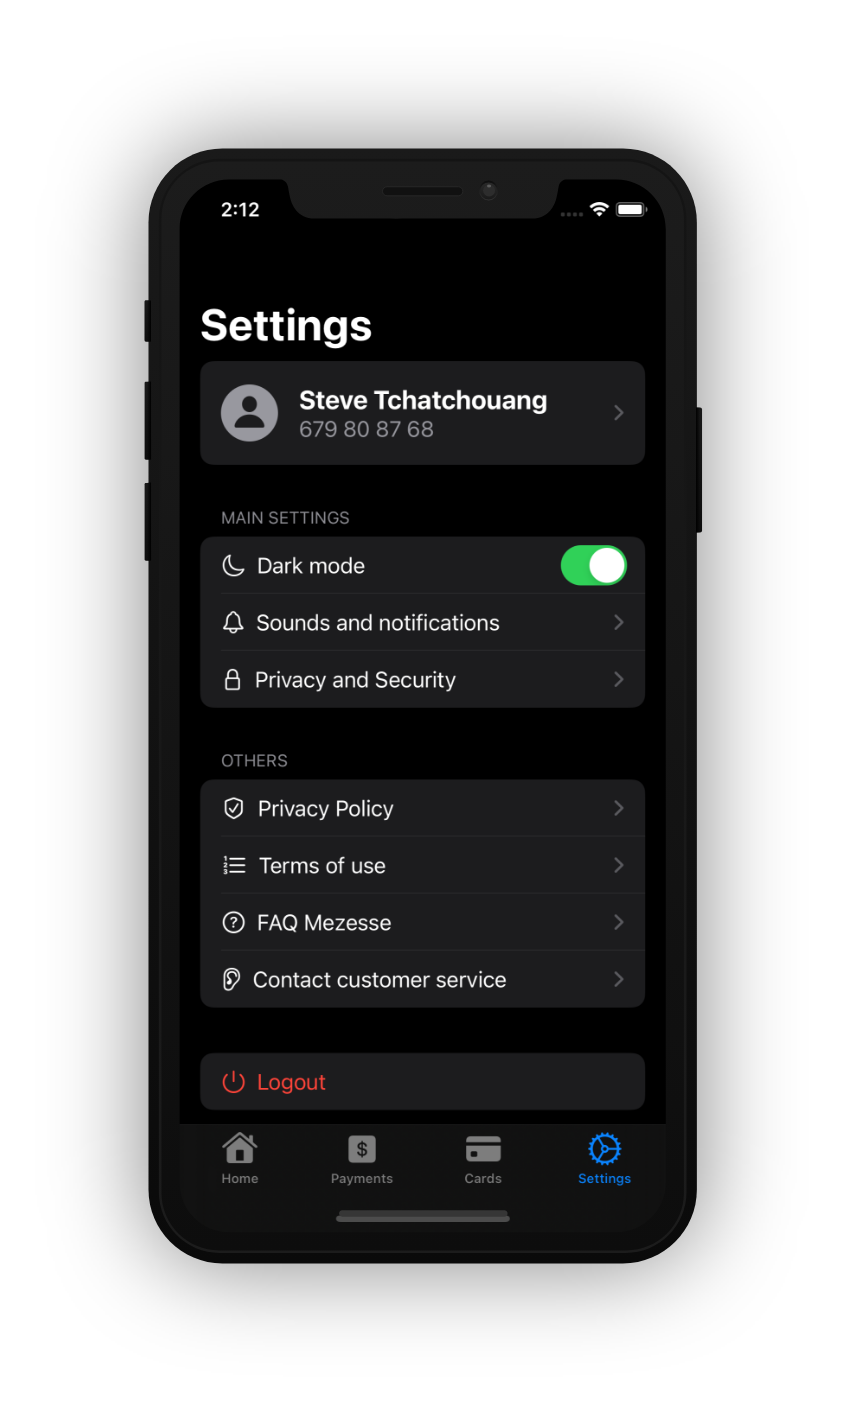 2:12
Settings
Steve Tchatchouang
679 80 87 68
MAIN SETTINGS
Dark mode
Sounds and notifications
Privacy and Security
OTHERS
Privacy Policy
Terms of use
FAQ Mezesse
Contact customer service
Logout
Home
Payments
Cards
Settings